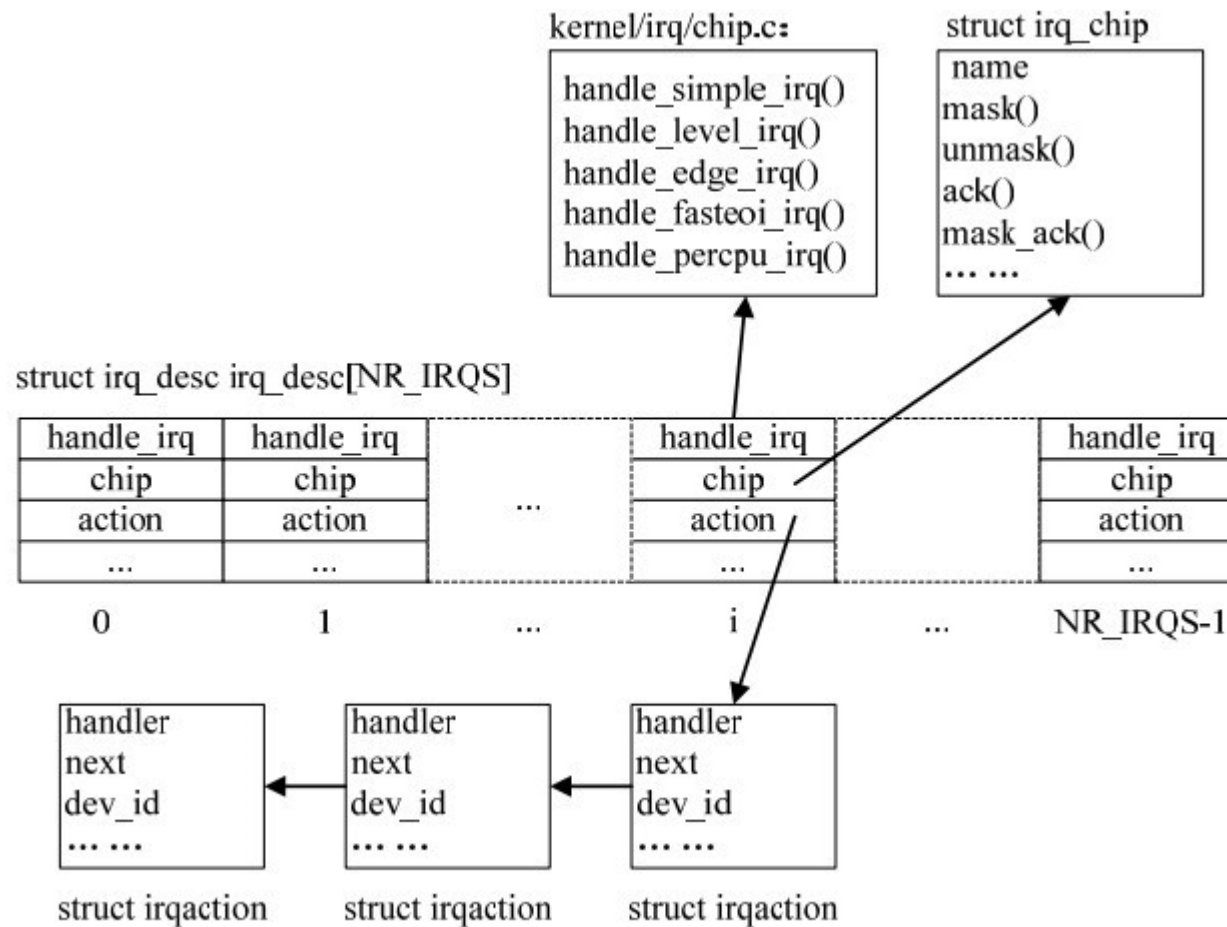 kernel/irq/chip.c:
handle_simple_irq()
handle_level_irq()
handle_edge_irq()
handle_fasteoi_irq()
handle_percpu_irq()
struct irq_chip
name
mask()
unmask()
ack()
mask_ack()
... ...
struct irq_desc irq_desc[NR_IRQS]
handle_irq handle_irq handle_irq handle_irq
chip chip chip chip
action action ... action action
... ... ... ...
0 1 ... i ... NR_IRQS-1
handler
next
dev_id
... ...
struct irqaction
handler
next
dev_id
... ...
struct irqaction
handler
next
dev_id
... ...
struct irqaction